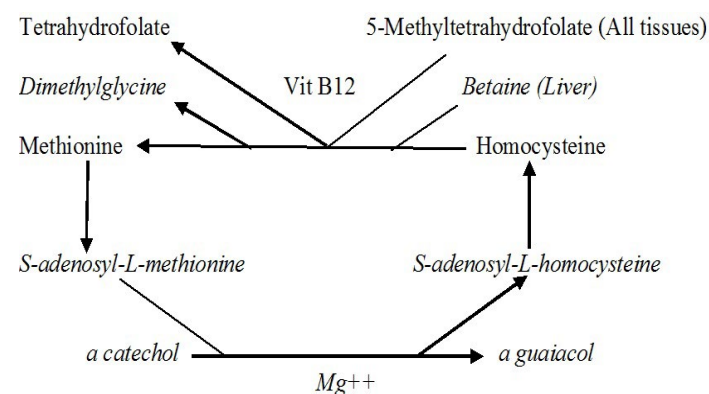 Tetrahydrofolate 5-Methyltetrahydrofolate (All tissues)
Dimethylglycine Vit B12 Betaine (Liver)
Methionine Homocysteine
S-adenosyl-L-methionine S-adenosyl-L-homocysteine
a catechol a guaiacol
Mg++